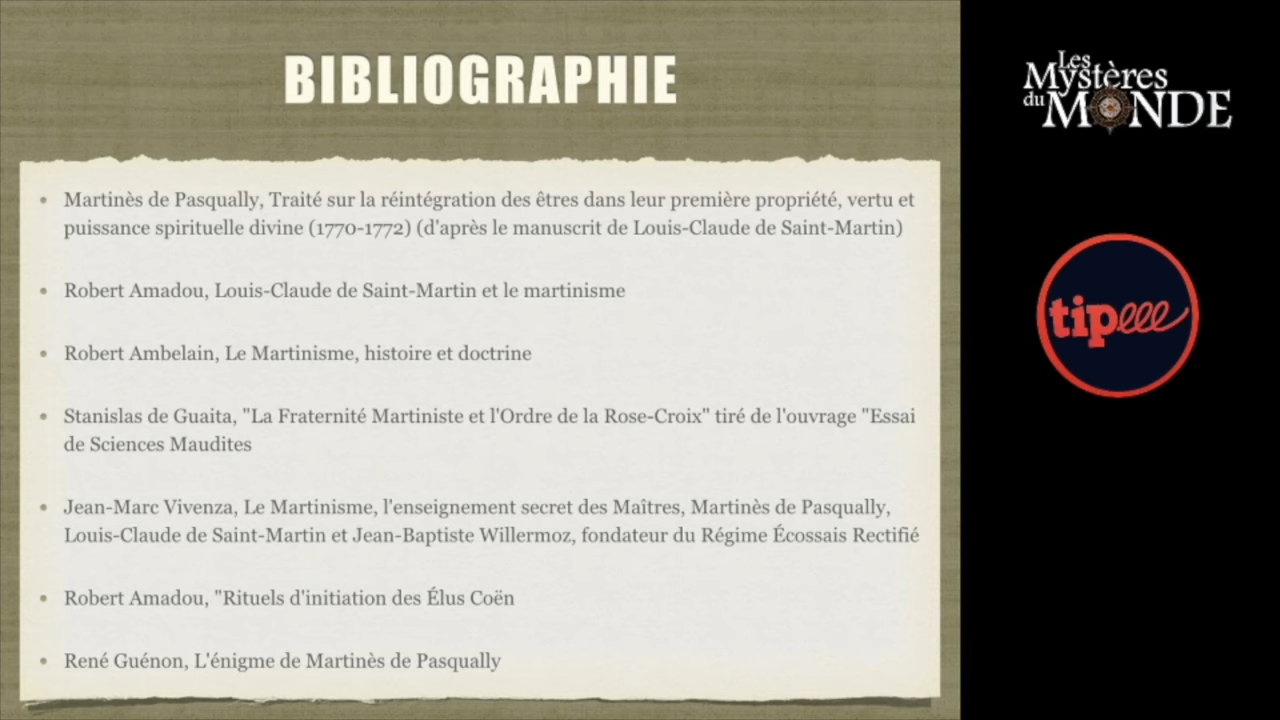 BIBLIOGRAPHIE
• Martinès de Pasqually, Traité sur la réintégration des êtres dans leur première propriété, vertu et
puissance spirituelle divine (1770-1772) (d'après le manuscrit de Louis-Claude de Saint-Martin)
• Robert Amadou, Louis-Claude de Saint-Martin et le martinisme
• Robert Ambelain, Le Martinisme, histoire et doctrine
• Stanislas de Guaita, "La Fraternité Martiniste et l'Ordre de la Rose-Croix" tiré de l'ouvrage "Essai
de Sciences Maudites
• Jean-Marc Vivenza, Le Martinisme, l'enseignement secret des Maîtres, Martinès de Pasqually,
Louis-Claude de Saint-Martin et Jean-Baptiste Willermoz, fondateur du Régime Écossais Rectifié
• Robert Amadou, "Rituels d'initiation des Élus Coën
• René Guénon, L'énigme de Martinès de Pasqually
Les
Mystères
du MONDE
tipeee